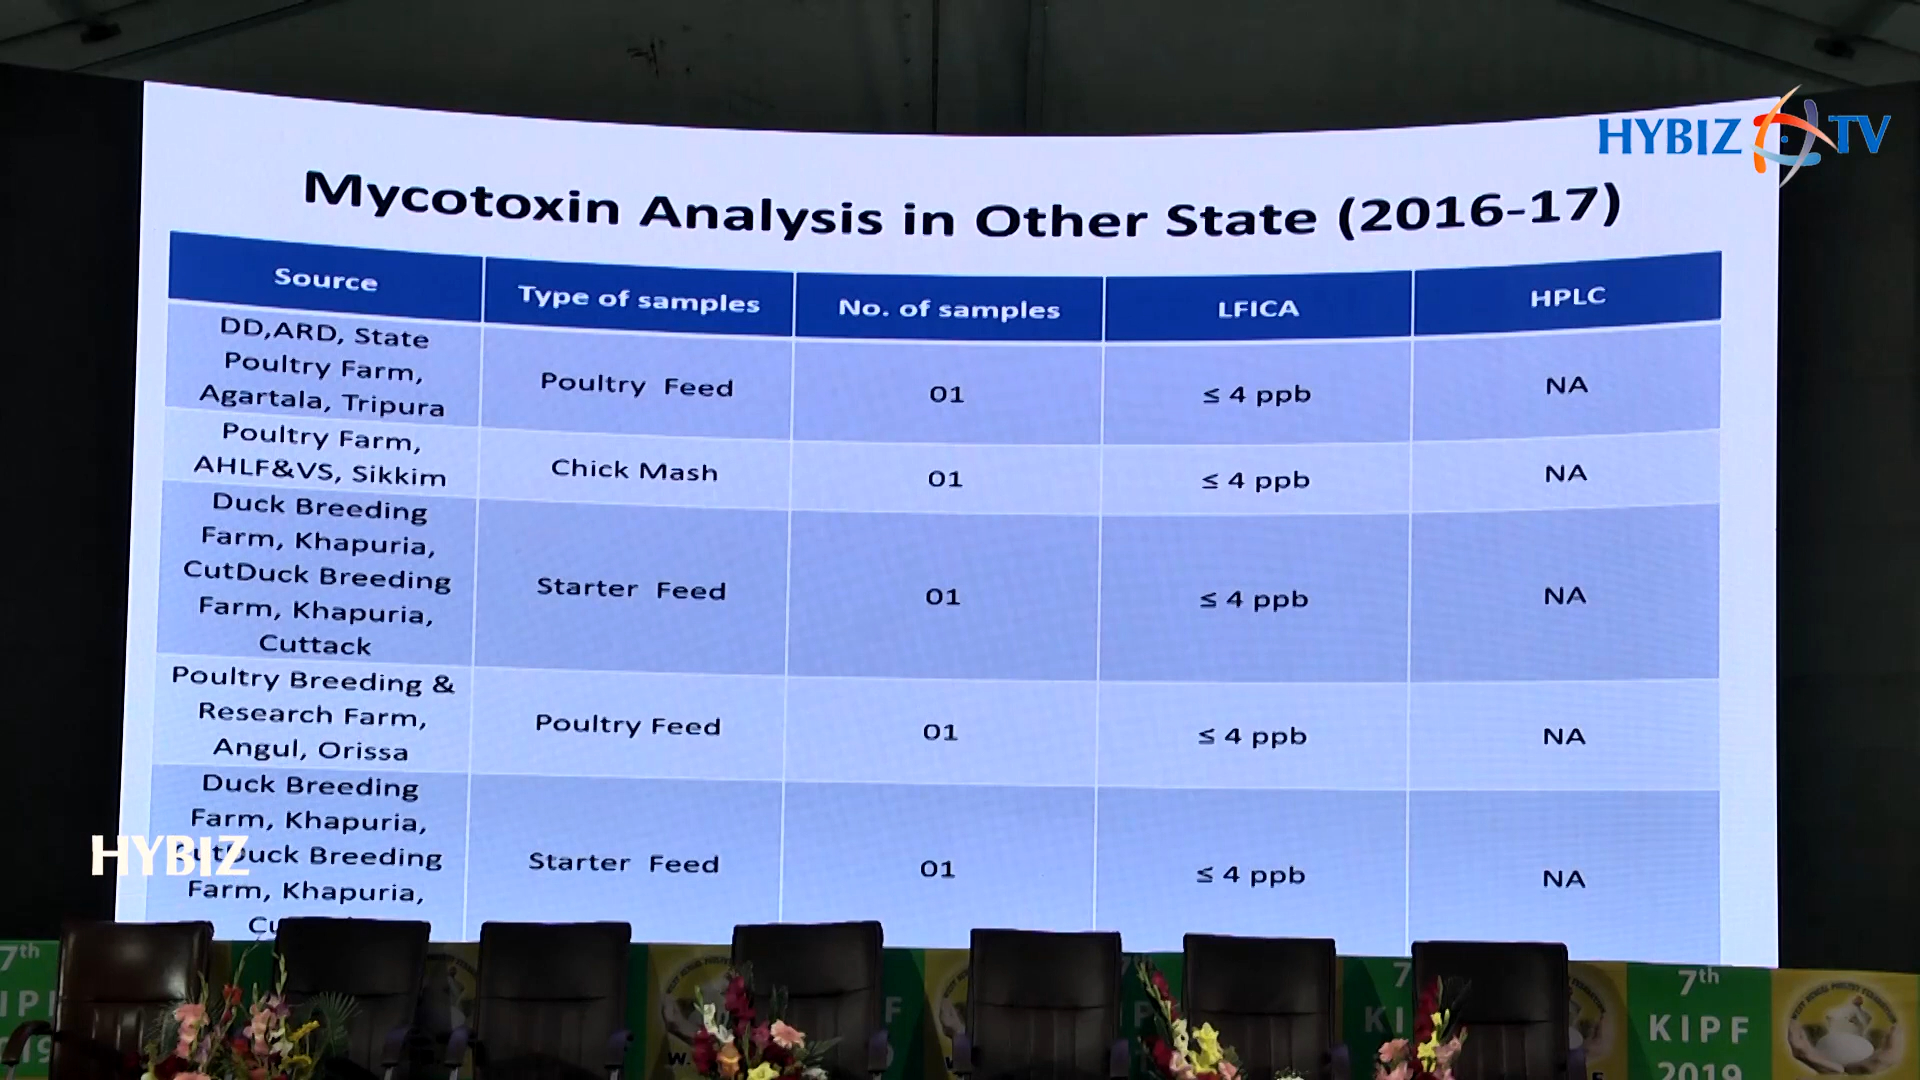 HYBIZ TV
Mycotoxin Analysis in Other State (2016-17)
Source Type of samples No. of samples LFICA HPLC
DD,ARD, State
Poultry Farm,
Agartala, Tripura
Poultry Feed 01 ≤ 4 ppb NA
Poultry Farm,
AHLF&VS, Sikkim
Chick Mash 01 ≤ 4 ppb NA
Duck Breeding
Farm, Khapuria,
CutDuck Breeding
Farm, Khapuria,
Cuttack
Starter Feed 01 ≤ 4 ppb NA
Poultry Breeding &
Research Farm,
Angul, Orissa
Poultry Feed 01 ≤ 4 ppb NA
Duck Breeding
Farm, Khapuria,
CutDuck Breeding
Farm, Khapuria,
Starter Feed 01 ≤ 4 ppb NA
HYBIZ
7th
7th
KIPF
2019